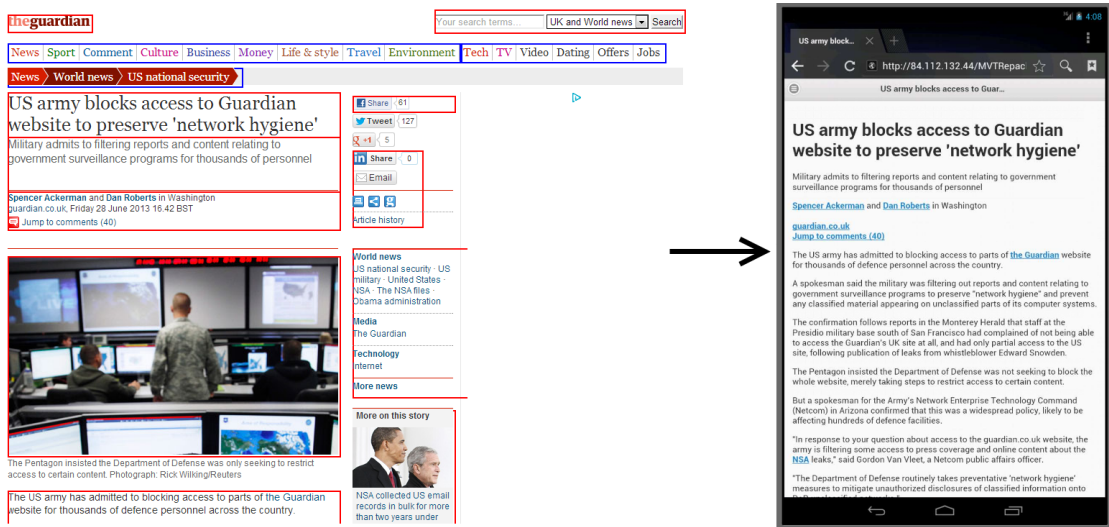 theguardian
Your search terms... UK and World news Search
News Sport Comment Culture Business Money Life & style Travel Environment Tech TV Video Dating Offers Jobs
News World news US national security
US army blocks access to Guardian
website to preserve 'network hygiene'
Military admits to filtering reports and content relating to
government surveillance programs for thousands of personnel
Spencer Ackerman and Dan Roberts in Washington
guardian.co.uk, Friday 28 June 2013 16.42 BST
Jump to comments (40)
The Pentagon insisted the Department of Defense was only seeking to restrict
access to certain content. Photograph: Rick Wilking/Reuters
The US army has admitted to blocking access to parts of the Guardian
website for thousands of defence personnel across the country.
Share 61
Tweet 127
+1 5
in Share 0
Email
Article history
World news
US national security · US
military · United States ·
NSA · The NSA files ·
Obama administration
Media
The Guardian
Technology
Internet
More news
More on this story
NSA collected US email
records in bulk for more
than two years under
4:08
US army block...
http://84.112.132.44/MVTRepac
US army blocks access to Guar...
US army blocks access to Guardian
website to preserve 'network hygiene'
Military admits to filtering reports and content relating to government
surveillance programs for thousands of personnel
Spencer Ackerman and Dan Roberts in Washington
guardian.co.uk
Jump to comments (40)
The US army has admitted to blocking access to parts of the Guardian website
for thousands of defence personnel across the country.
A spokesman said the military was filtering out reports and content relating to
government surveillance programs to preserve "network hygiene" and prevent
any classified material appearing on unclassified parts of its computer systems.
The confirmation follows reports in the Monterey Herald that staff at the
Presidio military base south of San Francisco had complained of not being able
to access the Guardian's UK site at all, and had only partial access to the US
site, following publication of leaks from whistleblower Edward Snowden.
The Pentagon insisted the Department of Defense was not seeking to block the
whole website, merely taking steps to restrict access to certain content.
But a spokesman for the Army's Network Enterprise Technology Command
(Netcom) in Arizona confirmed that this was a widespread policy, likely to be
affecting hundreds of defence facilities.
"In response to your question about access to the guardian.co.uk website, the
army is filtering some access to press coverage and online content about the
NSA leaks," said Gordon Van Vleet, a Netcom public affairs officer.
"The Department of Defense routinely takes preventative 'network hygiene'
measures to mitigate unauthorized disclosures of classified information onto